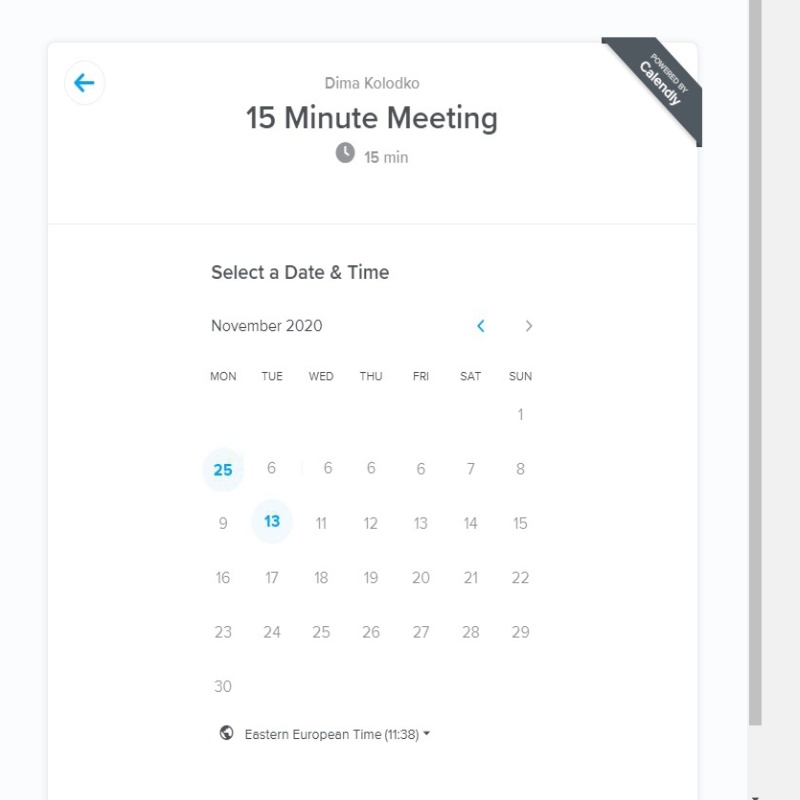 POWERED BY
Calendly
Dima Kolodko
15 Minute Meeting
15 min
Select a Date & Time
November 2020
MON TUE WED THU FRI SAT SUN
1
25 6 6 6 6 7 8
9 13 11 12 13 14 15
16 17 18 19 20 21 22
23 24 25 26 27 28 29
30
Eastern European Time (11:38)